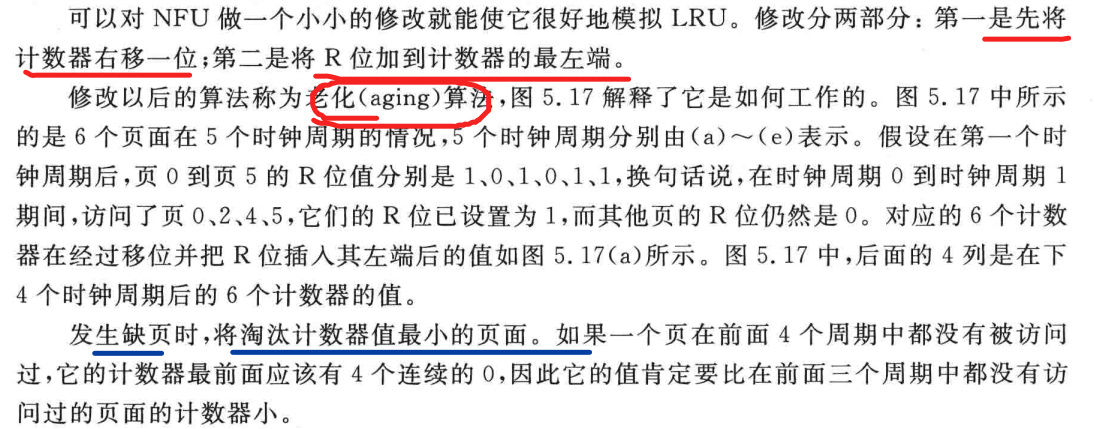 可以对 NFU 做一个小小的修改就能使它很好地模拟 LRU。修改分两部分：第一是先将
计数器右移一位；第二是将 R 位加到计数器的最左端。
修改以后的算法称为老化(aging)算法，图 5.17 解释了它是如何工作的。图 5.17 中所示
的是 6 个页面在 5 个时钟周期的情况，5 个时钟周期分别由(a)～(e)表示。假设在第一个时
钟周期后，页 0 到页 5 的 R 位值分别是 1、0、1、0、1、1，换句话说，在时钟周期 0 到时钟周期 1
期间，访问了页 0、2、4、5，它们的 R 位已设置为 1，而其他页的 R 位仍然是 0。对应的 6 个计数
器在经过移位并把 R 位插入其左端后的值如图 5.17(a)所示。图 5.17 中，后面的 4 列是在下
4 个时钟周期后的 6 个计数器的值。
发生缺页时，将淘汰计数器值最小的页面。如果一个页在前面 4 个周期中都没有被访问
过，它的计数器最前面应该有 4 个连续的 0，因此它的值肯定要比在前面三个周期中都没有访
问过的页面的计数器小。